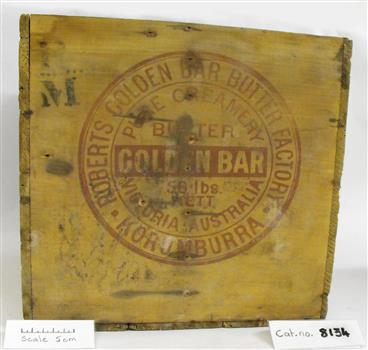 M
ROBERTS GOLDEN BAR BUTTER FACTORY
PURE CREAMERY
BUTTER
GOLDEN BAR
56 lbs.
NETT
VICTORIA AUSTRALIA
• KORUMBURRA •
Scale 5cm
Cat.no. 8134